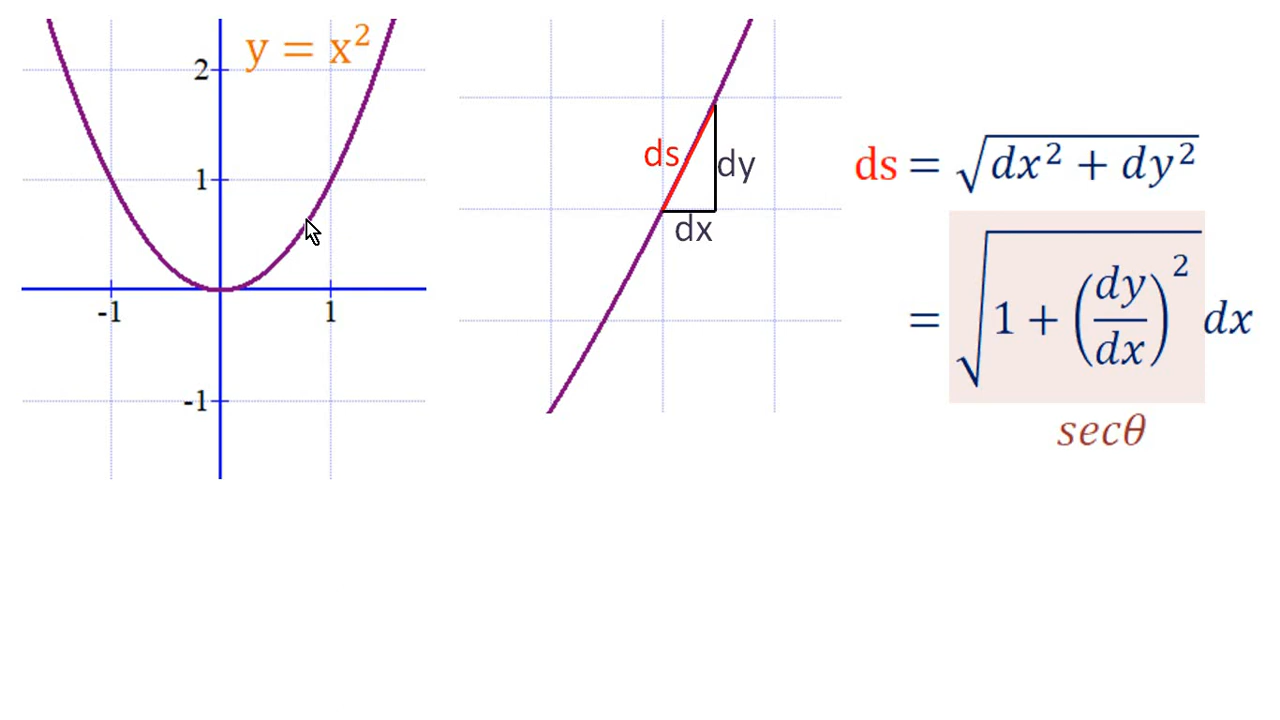 y = x²
2
1
-1
1
-1
ds
dy
dx
ds = √(dx² + dy²)
= √(1 + (dy/dx)²) dx
secθ